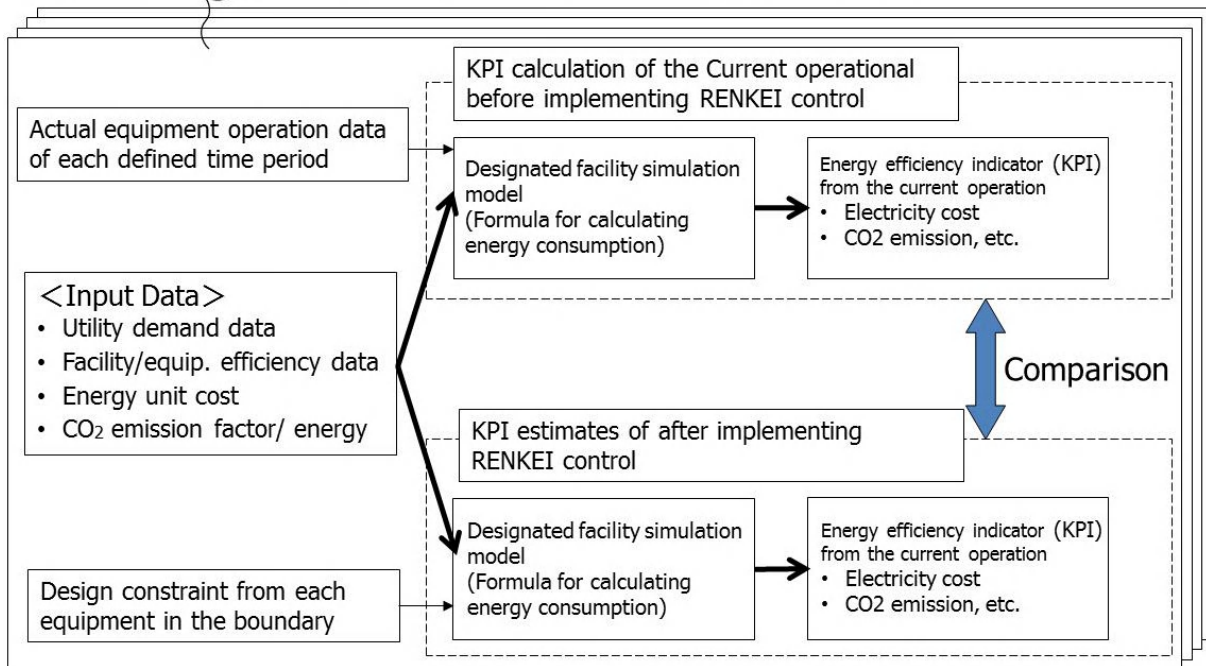 KPI calculation of the Current operational
before implementing RENKEI control
Actual equipment operation data
of each defined time period
Designated facility simulation
model
(Formula for calculating
energy consumption)
Energy efficiency indicator (KPI)
from the current operation
• Electricity cost
• CO2 emission, etc.
＜Input Data＞
• Utility demand data
• Facility/equip. efficiency data
• Energy unit cost
• CO₂ emission factor/ energy
Comparison
KPI estimates of after implementing
RENKEI control
Designated facility simulation
model
(Formula for calculating
energy consumption)
Energy efficiency indicator (KPI)
from the current operation
• Electricity cost
• CO2 emission, etc.
Design constraint from each
equipment in the boundary